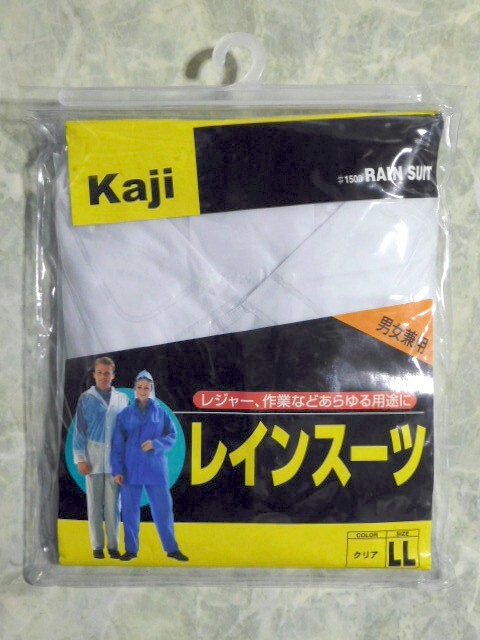 Kaji
#1500 RAIN SUIT
男女兼用
レジャー、作業などあらゆる用途に
レインスーツ
COLOR
SIZE
クリア
LL